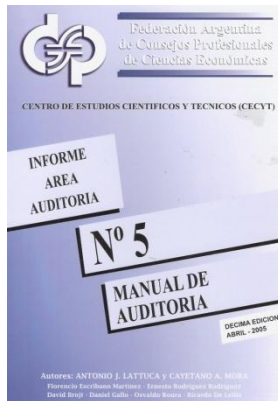 Federación Argentina
de Consejos Profesionales
de Ciencias Económicas
CENTRO DE ESTUDIOS CIENTIFICOS Y TECNICOS (CECYT)
INFORME
AREA
AUDITORIA
Nº 5
MANUAL DE
AUDITORIA
DECIMA EDICION
ABRIL - 2005
Autores: ANTONIO J. LATTUCA y CAYETANO A. MORA
Florencio Escribano Martínez - Ernesto Rodríguez Rodríguez
David Brujt - Daniel Gallo - Osvaldo Roura - Ricardo De Lellis